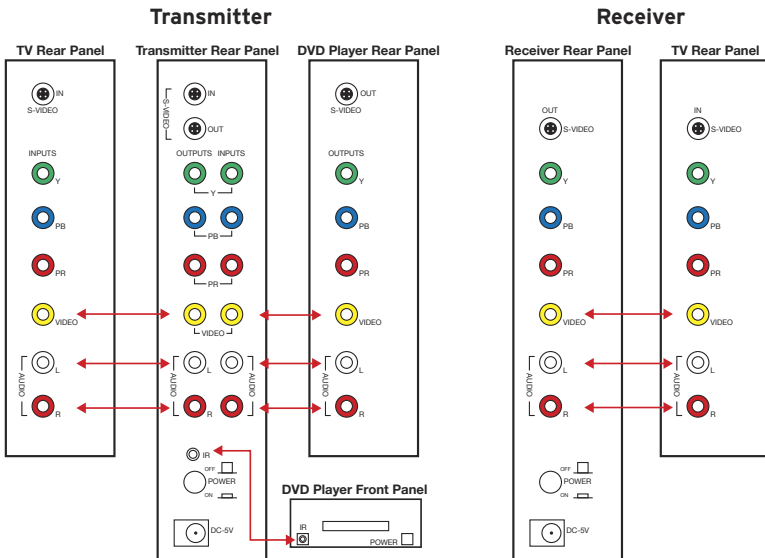 Transmitter
Receiver
TV Rear Panel
Transmitter Rear Panel
DVD Player Rear Panel
Receiver Rear Panel
TV Rear Panel
IN
S-VIDEO
INPUTS
Y
PB
PR
VIDEO
L
AUDIO
R
S-VIDEO
IN
OUT
OUTPUTS INPUTS
Y
PB
PR
VIDEO
AUDIO
L
R
AUDIO
IR
OFF
POWER
ON
DC-5V
OUT
S-VIDEO
OUTPUTS
Y
PB
PR
VIDEO
L
AUDIO
R
DVD Player Front Panel
IR
POWER
OUT
S-VIDEO
Y
PB
PR
VIDEO
L
AUDIO
R
OFF
POWER
ON
DC-5V
IN
S-VIDEO
Y
PB
PR
VIDEO
L
AUDIO
R